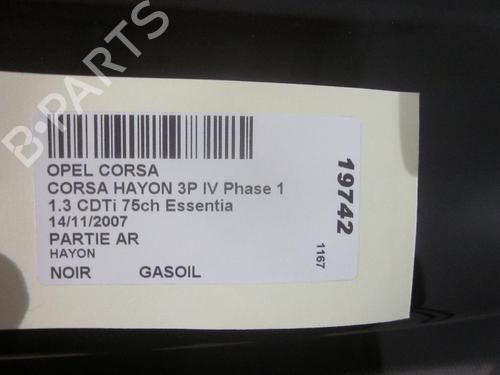 B-PARTS
OPEL CORSA
CORSA HAYON 3P IV Phase 1
1.3 CDTi 75ch Essentia
14/11/2007
PARTIE AR
HAYON
NOIR GASOIL
19742
1167